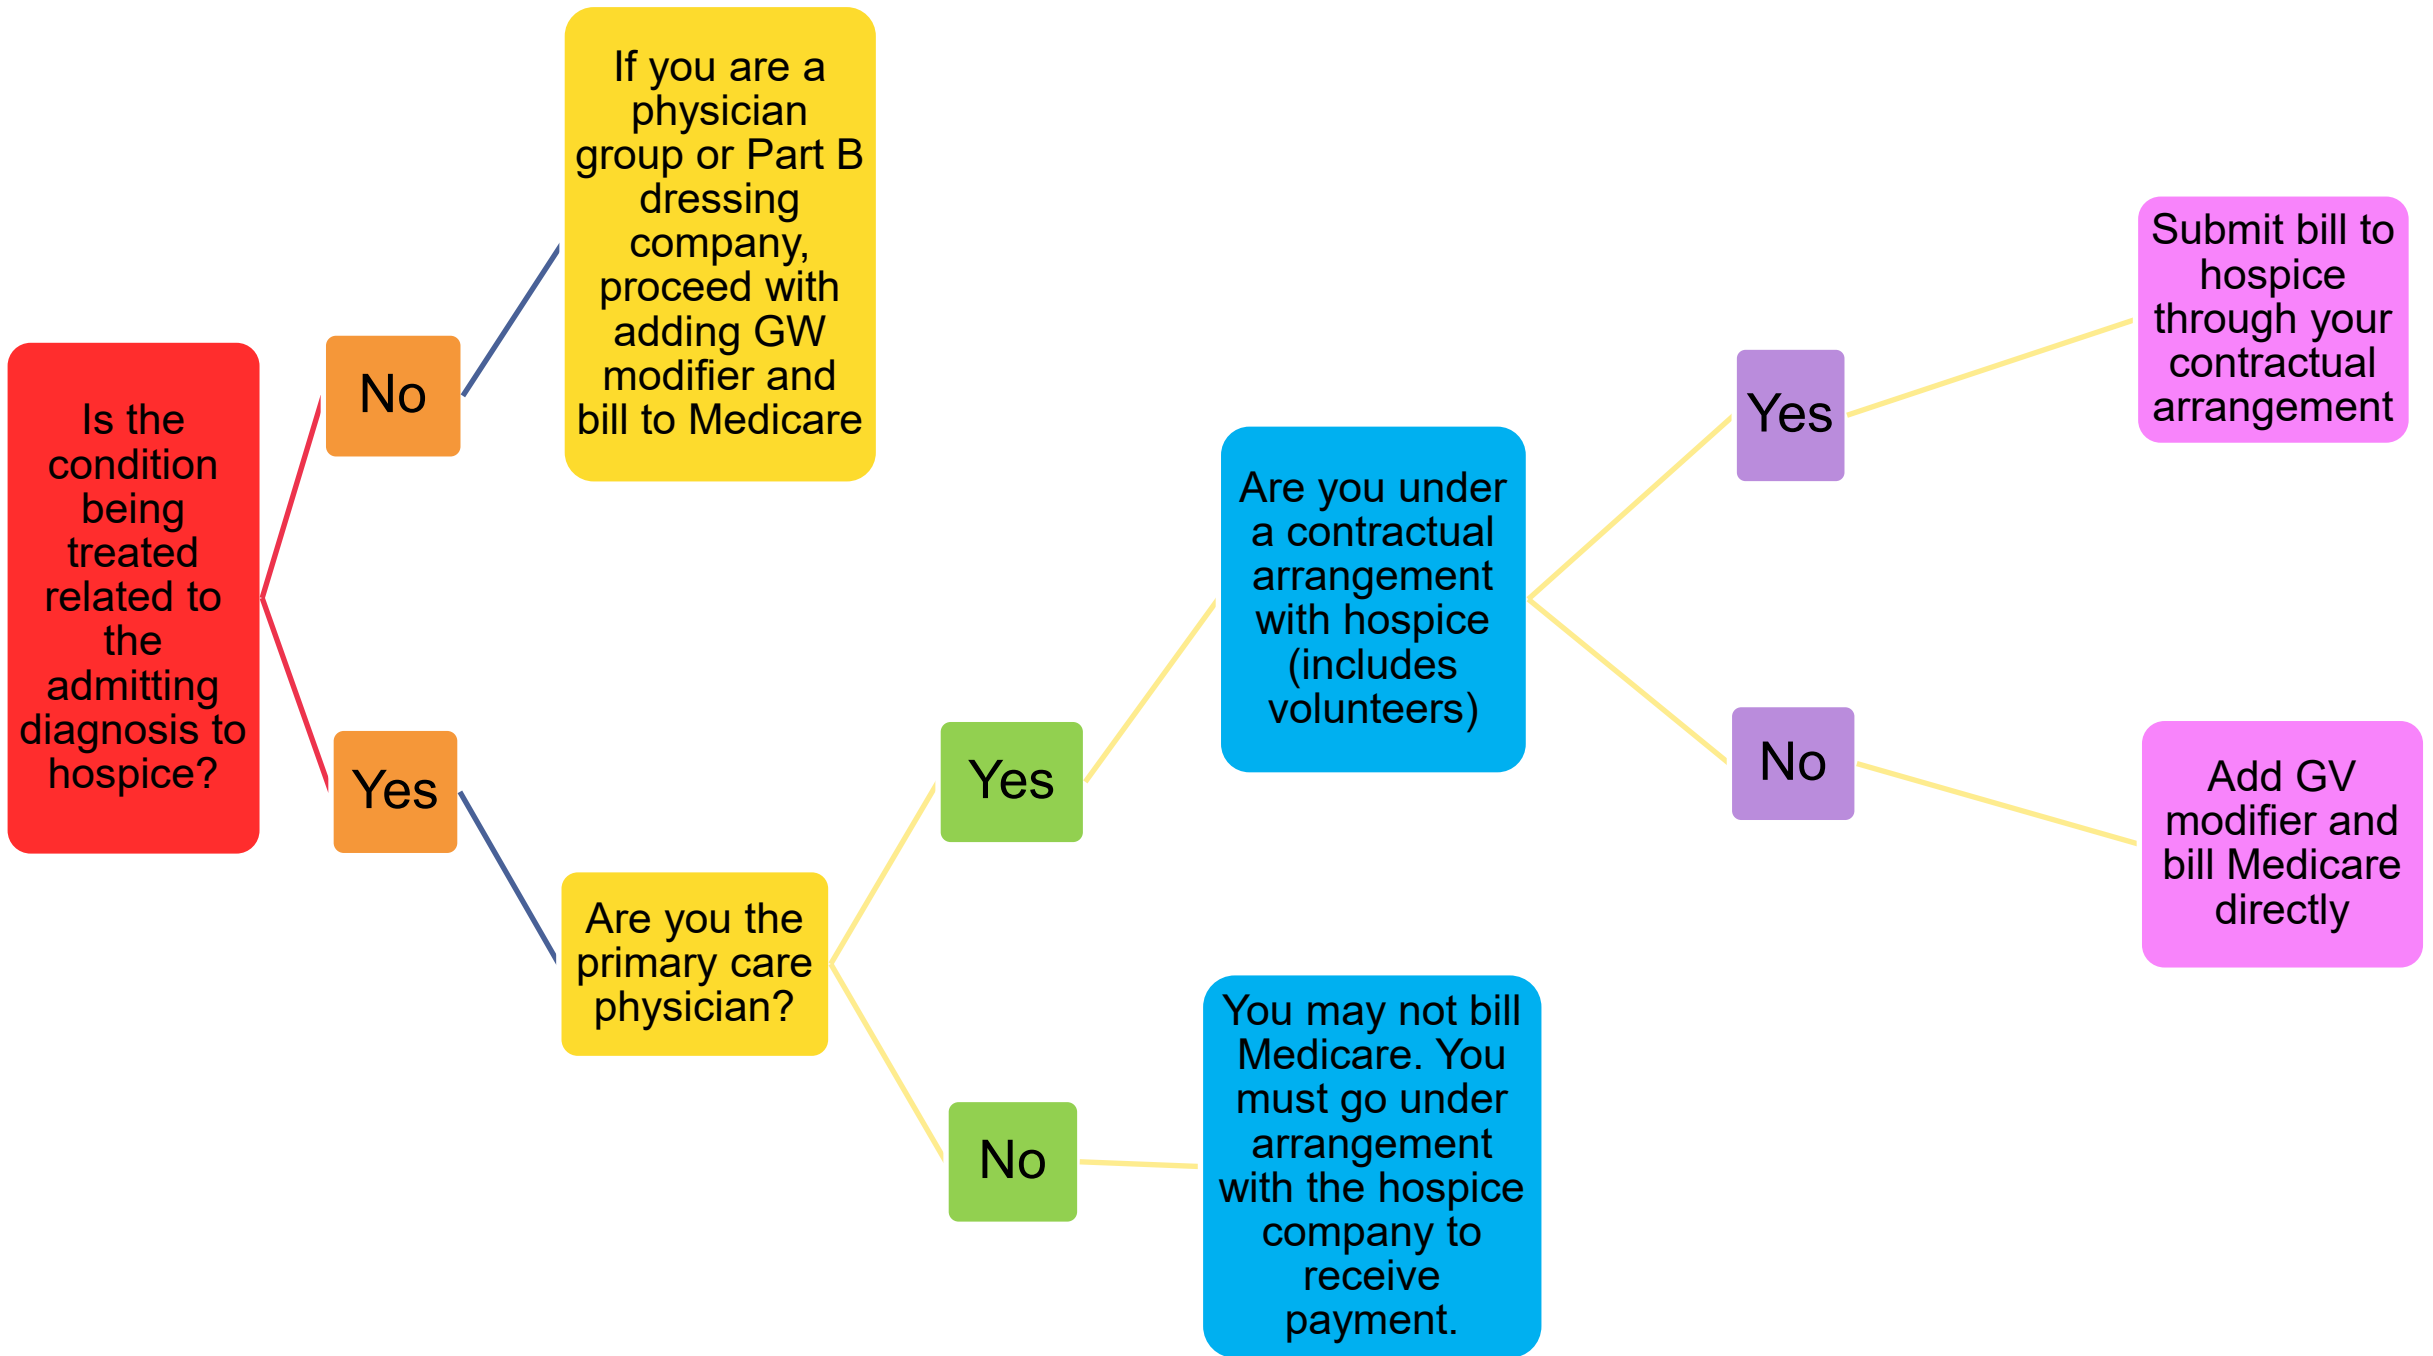 Is the
condition
being
treated
related to
the
admitting
diagnosis to
hospice?
No
If you are a
physician
group or Part B
dressing
company,
proceed with
adding GW
modifier and
bill to Medicare
Yes
Are you the
primary care
physician?
Yes
Are you under
a contractual
arrangement
with hospice
(includes
volunteers)
Yes
Submit bill to
hospice
through your
contractual
arrangement
No
Add GV
modifier and
bill Medicare
directly
No
You may not bill
Medicare. You
must go under
arrangement
with the hospice
company to
receive
payment.